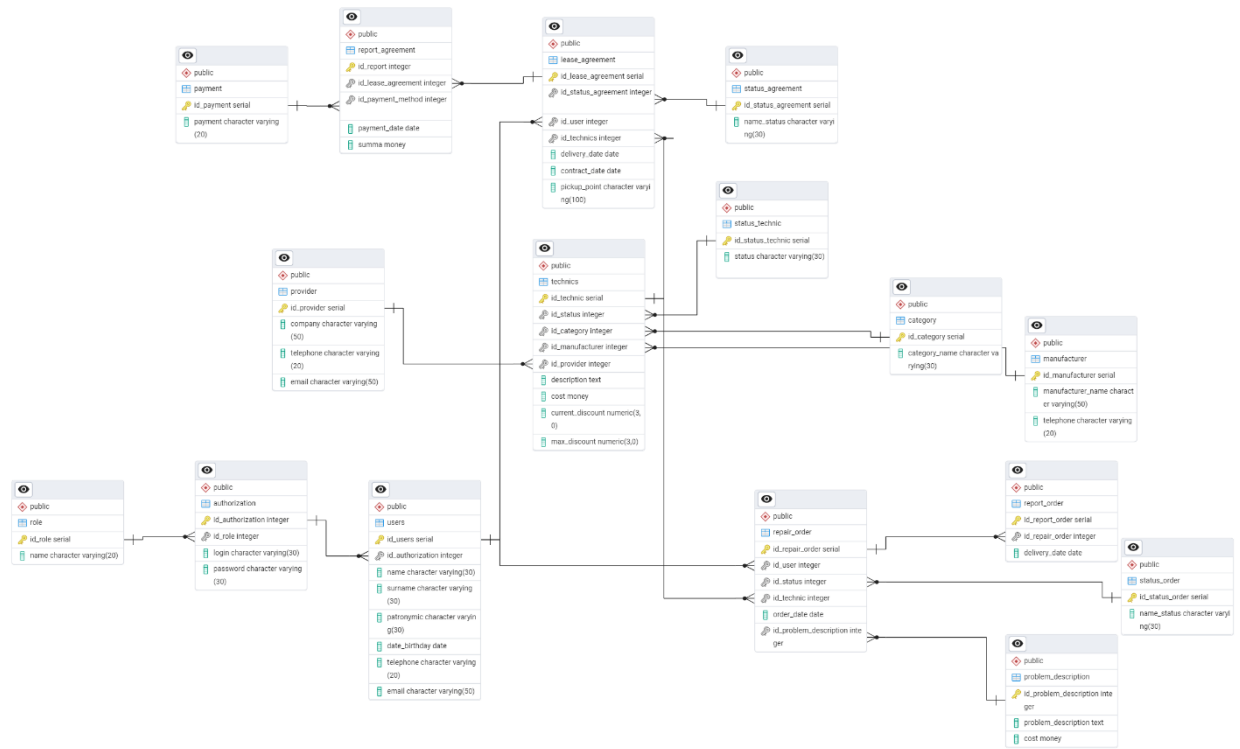 public
report_agreement
id_report integer
id_lease_agreement integer
id_payment_method integer
payment_date date
summa money
public
lease_agreement
id_lease_agreement serial
id_status_agreement integer
id_user integer
id_technics integer
delivery_date date
contract_date date
pickup_point character varyi
ng(100)
public
payment
id_payment serial
payment character varying
(20)
public
status_agreement
id_status_agreement serial
name_status character varyi
ng(30)
public
status_technic
id_status_technic serial
status character varying(30)
public
provider
id_provider serial
company character varying
(50)
telephone character varying
(20)
email character varying(50)
public
technics
id_technic serial
id_status integer
id_category integer
id_manufacturer integer
id_provider integer
description text
cost money
current_discount numeric(3,
0)
max_discount numeric(3,0)
public
category
id_category serial
category_name character va
rying(30)
public
manufacturer
id_manufacturer serial
manufacturer_name charact
er varying(50)
telephone character varying
(20)
public
role
id_role serial
name character varying(20)
public
authorization
id_authorization integer
id_role integer
login character varying(30)
password character varying
(30)
public
users
id_users serial
id_authorization integer
name character varying(30)
surname character varying
(30)
patronymic character varyin
g(30)
date_birthday date
telephone character varying
(20)
email character varying(50)
public
repair_order
id_repair_order serial
id_user integer
id_status integer
id_technic integer
order_date date
id_problem_description inte
ger
public
report_order
id_report_order serial
id_repair_order integer
delivery_date date
public
status_order
id_status_order serial
name_status character varyi
ng(30)
public
problem_description
id_problem_description inte
ger
problem_description text
cost money